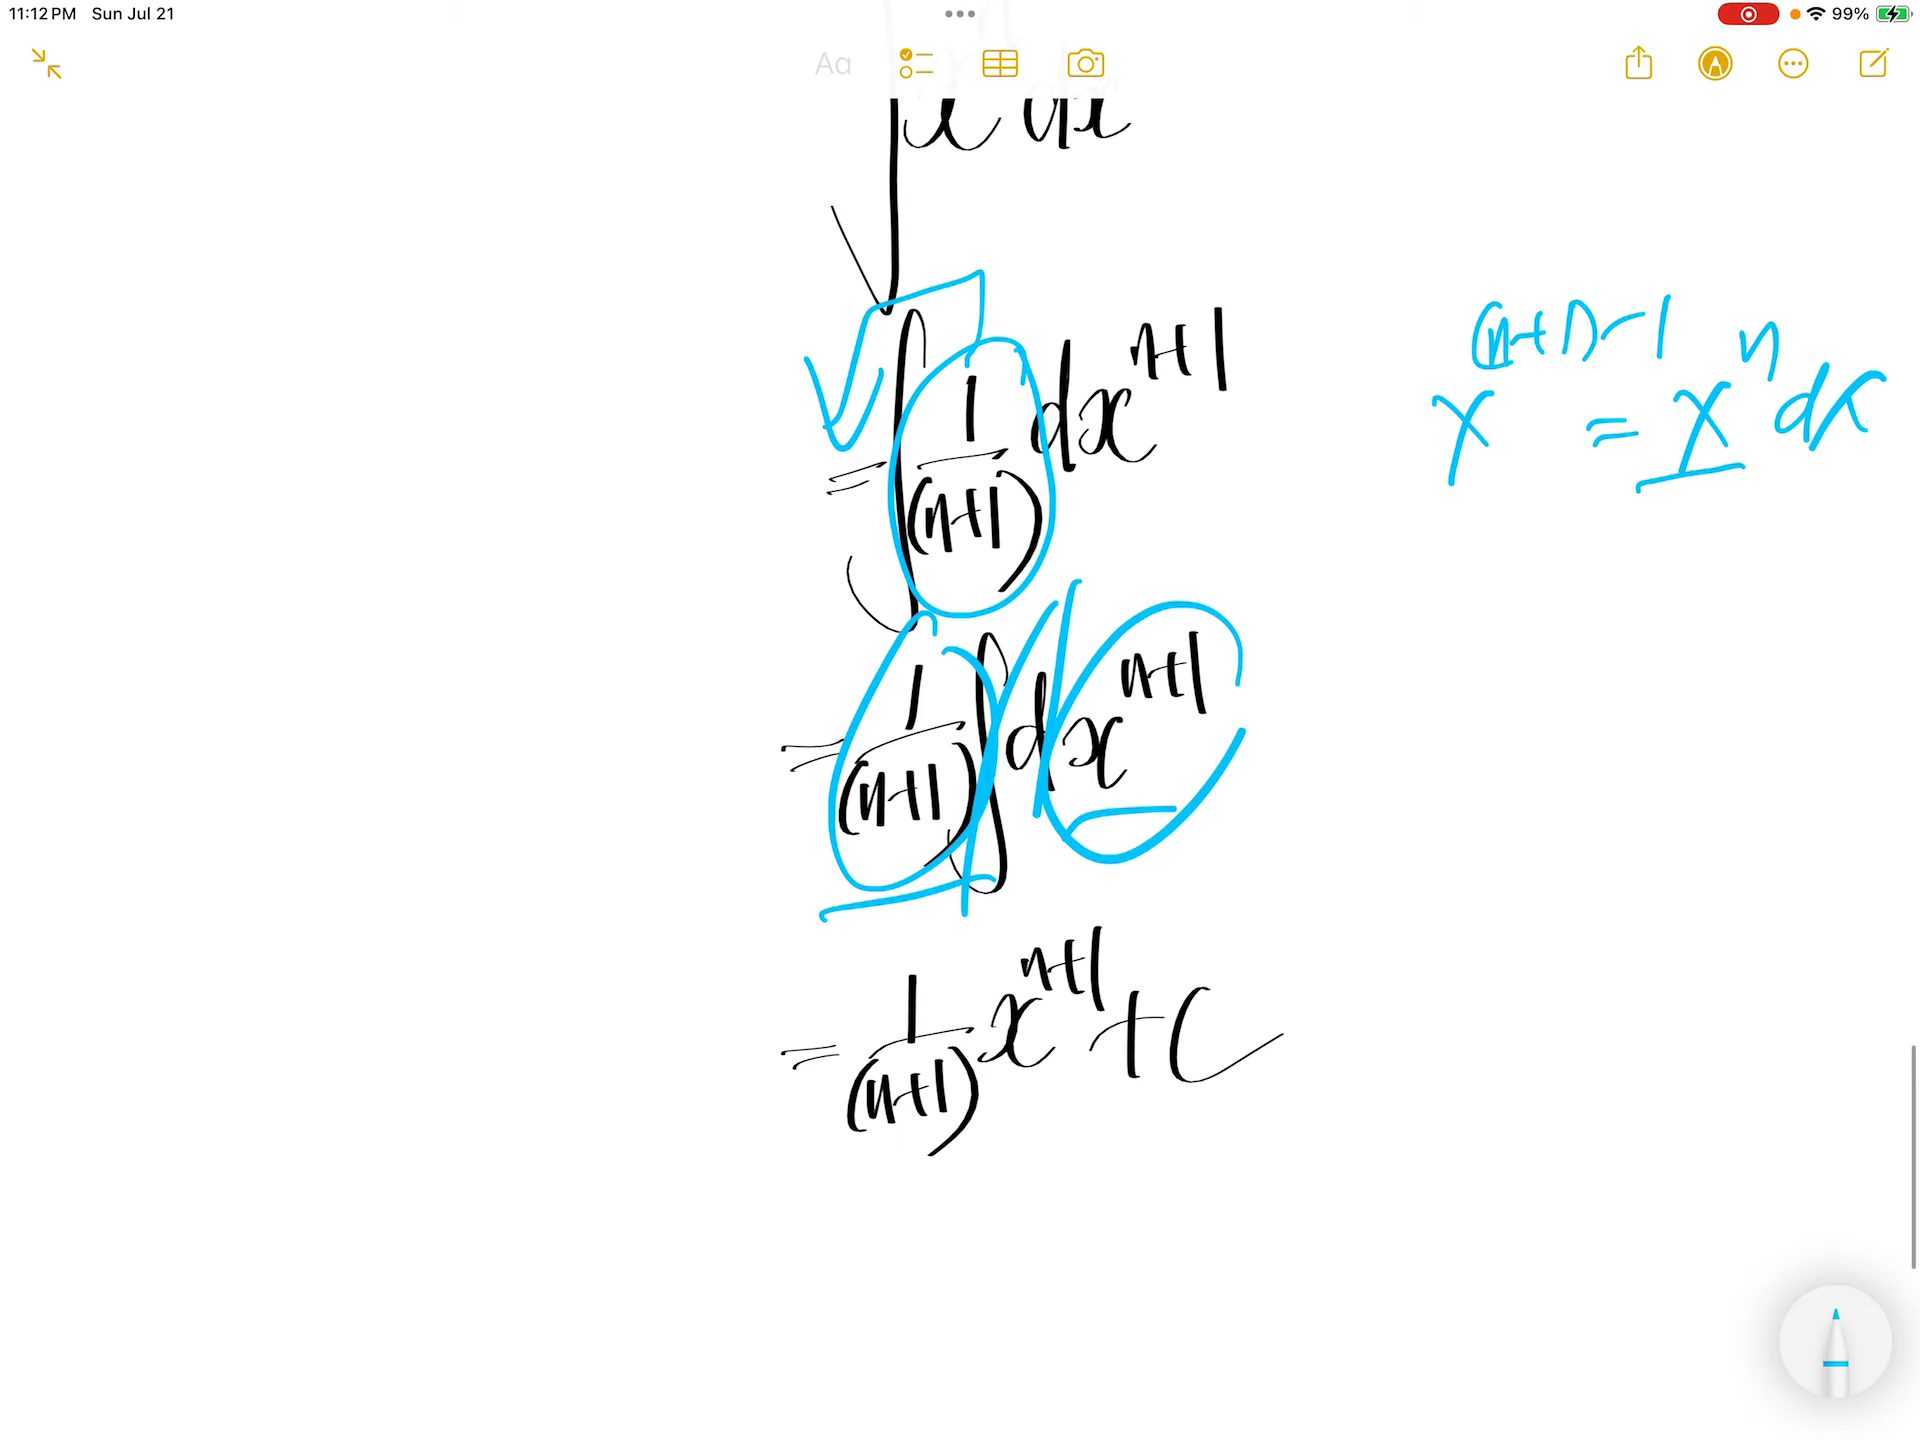 11:12 PM Sun Jul 21
99%
Aa
dx
= ∫ 1/(n+1) dx^(n+1)
x^((n+1)-1) = x^n dx
= 1/(n+1) ∫ dx^(n+1)
= 1/(n+1) x^(n+1) + C